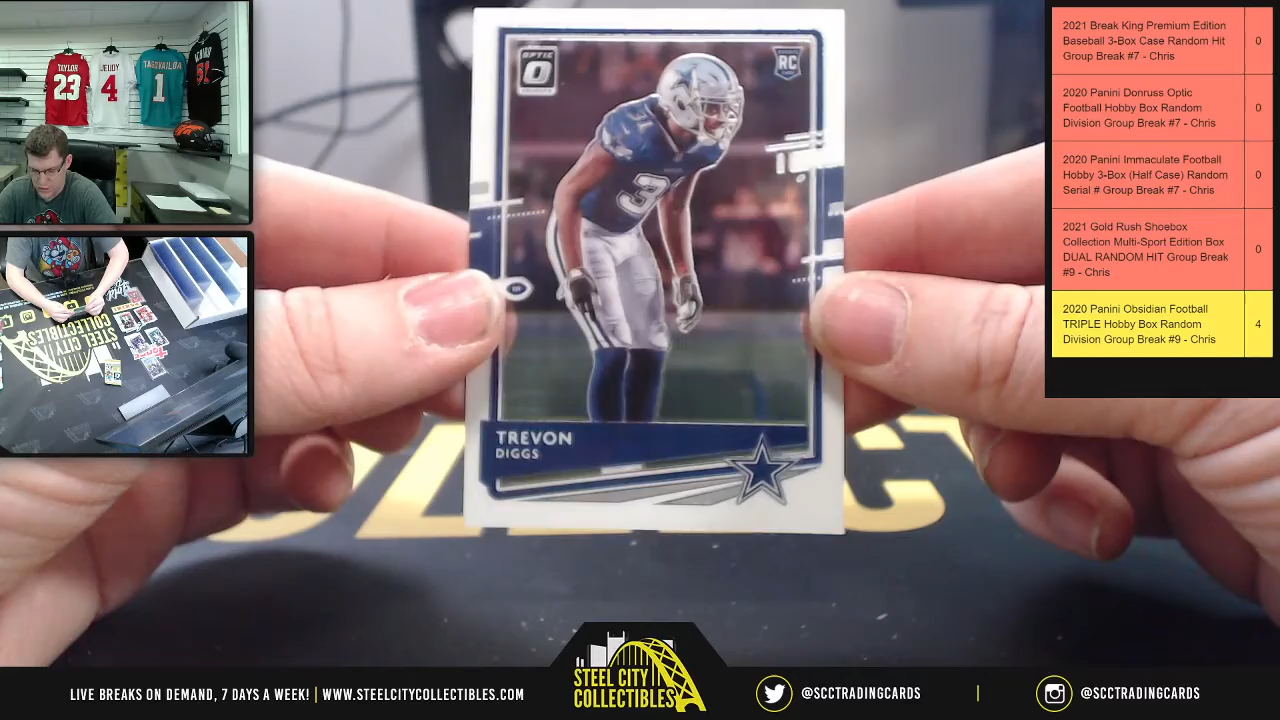 TAYLOR
23
JEUDY
4
TAGOVAILOA
1
51
STEEL CITY
COLLECTIBLES
OPTIC
RC
31
TREVON
DIGGS
2021 Break King Premium Edition
Baseball 3-Box Case Random Hit
Group Break #7 - Chris
0
2020 Panini Donruss Optic
Football Hobby Box Random
Division Group Break #7 - Chris
0
2020 Panini Immaculate Football
Hobby 3-Box (Half Case) Random
Serial # Group Break #7 - Chris
0
2021 Gold Rush Shoebox
Collection Multi-Sport Edition Box
DUAL RANDOM HIT Group Break
#9 - Chris
0
2020 Panini Obsidian Football
TRIPLE Hobby Box Random
Division Group Break #9 - Chris
4
LIVE BREAKS ON DEMAND, 7 DAYS A WEEK! | WWW.STEELCITYCOLLECTIBLES.COM
STEEL CITY
COLLECTIBLES
@SCCTRADINGCARDS
@SCCTRADINGCARDS